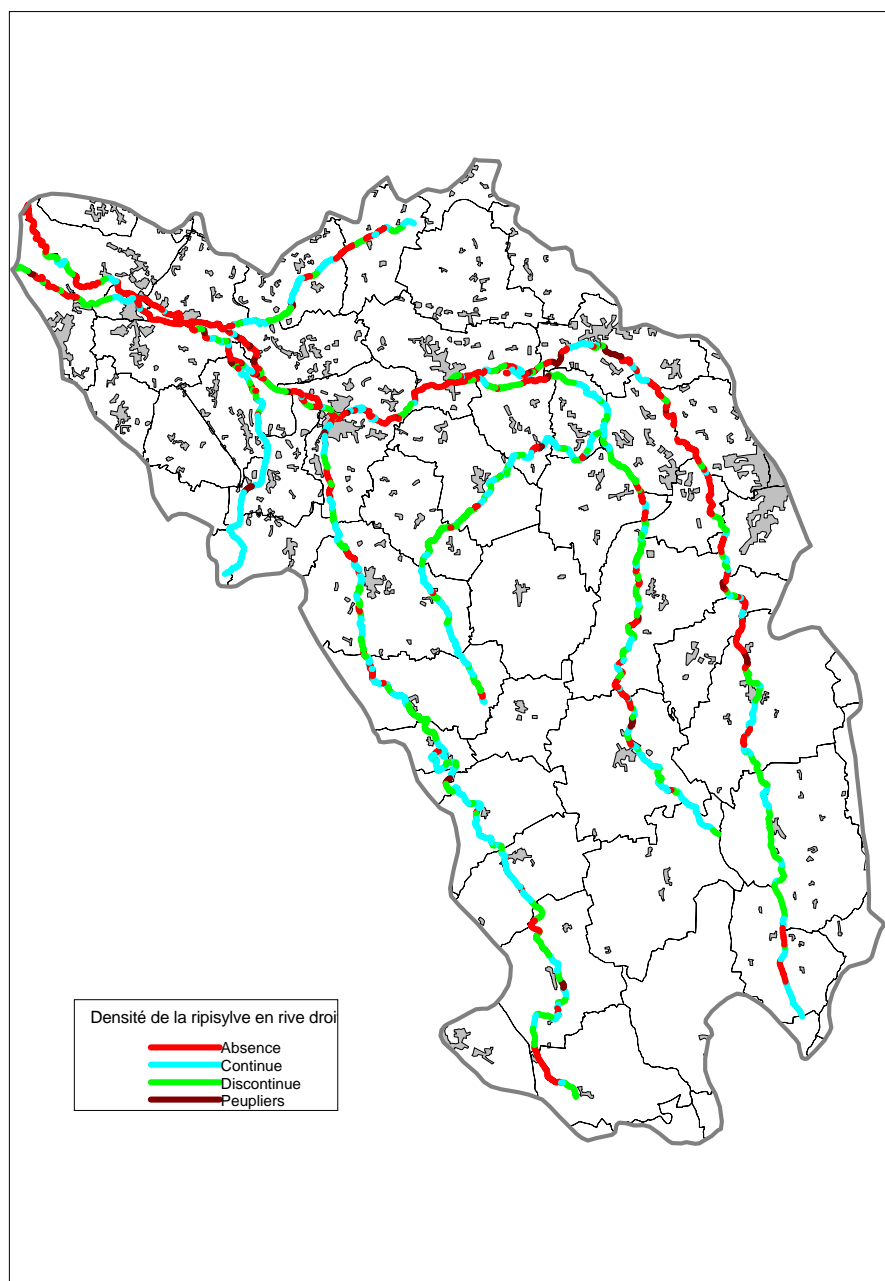 Densité de la ripisylve en rive droi
Absence
Continue
Discontinue
Peupliers